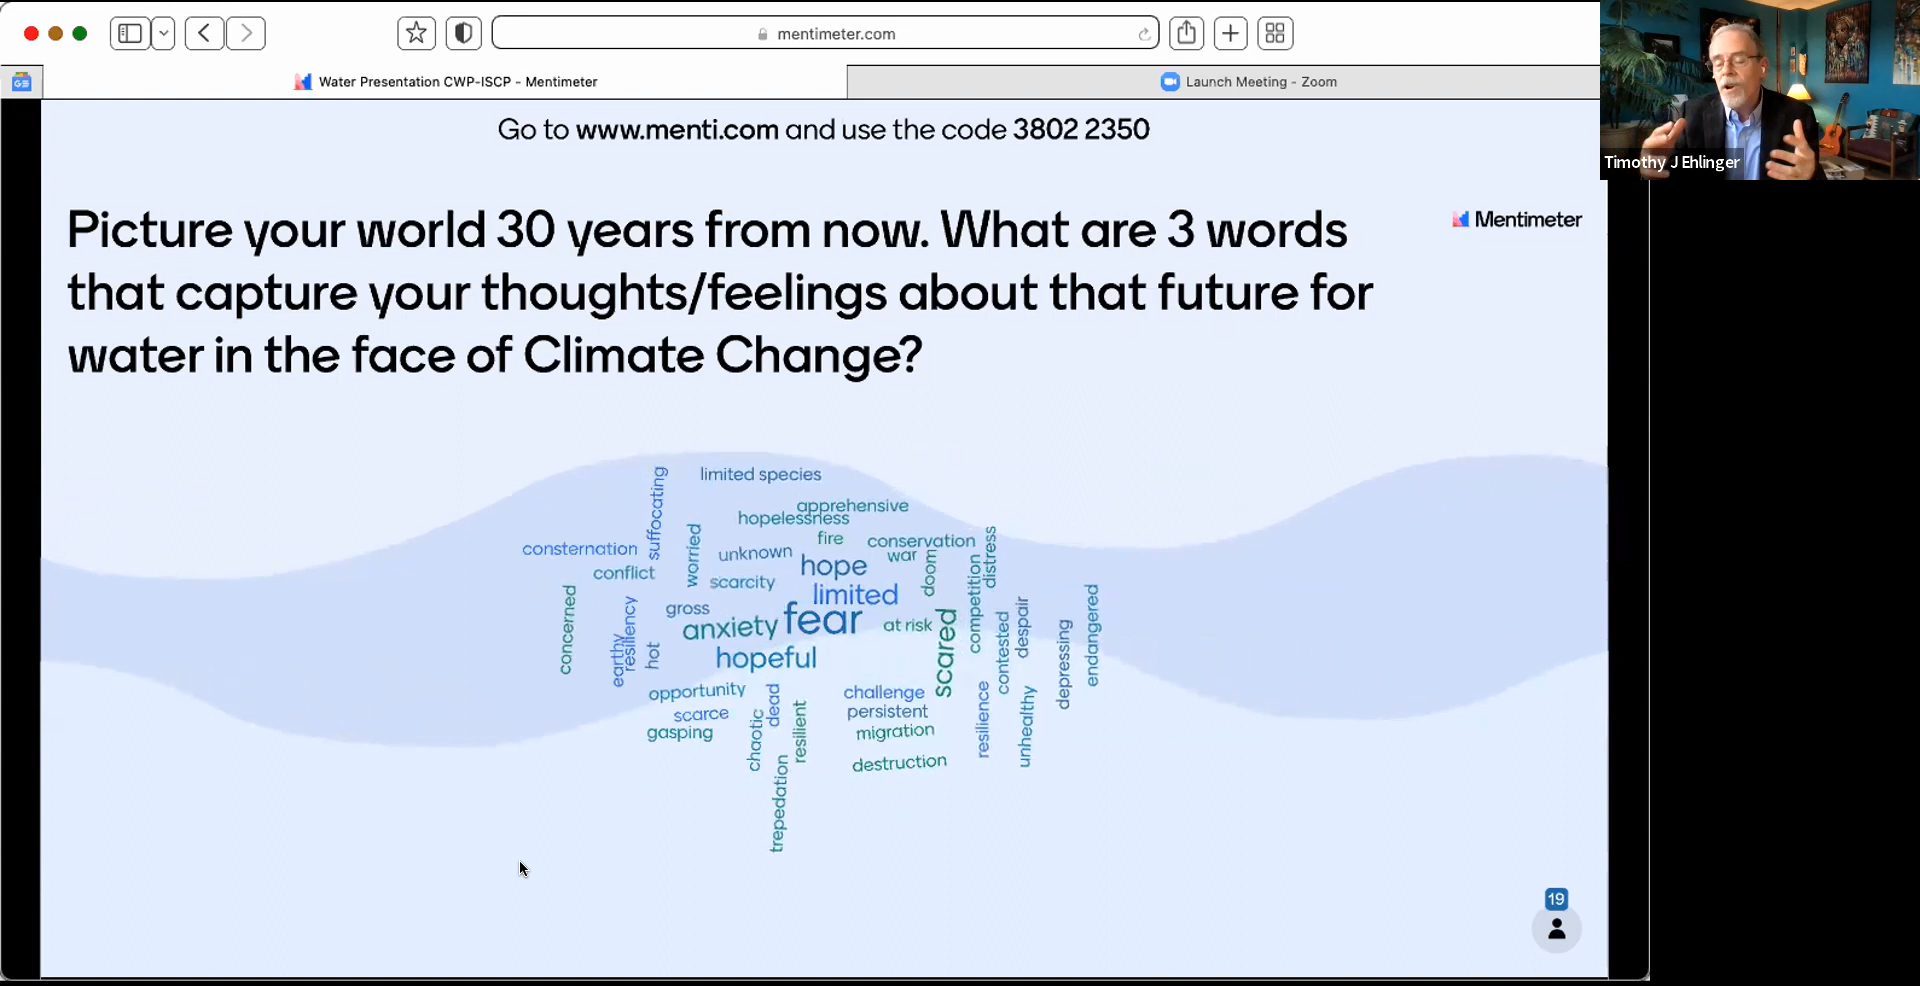 mentimeter.com
Water Presentation CWP-ISCP - Mentimeter
Launch Meeting - Zoom
Timothy J Ehlinger
Go to www.menti.com and use the code 3802 2350
Mentimeter
Picture your world 30 years from now. What are 3 words
that capture your thoughts/feelings about that future for
water in the face of Climate Change?
limited species
suffocating
apprehensive
hopelessness
fire
conservation
distress
consternation
worried
unknown
war
hope
doom
conflict
scarcity
competition
limited
concerned
resiliency
earthy
gross
fear
anxiety
at risk
scared
contested
despair
endangered
hot
hopeful
depressing
opportunity
dead
challenge
resilience
unhealthy
scarce
persistent
gasping
chaotic
resilient
migration
destruction
trepedation
19